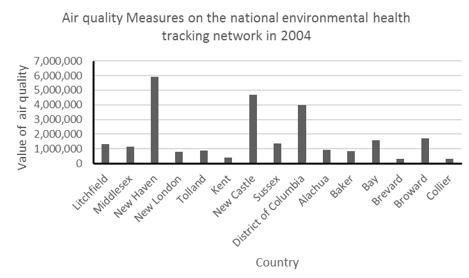 Air quality Measures on the national environmental health
tracking network in 2004
Value of air quality
7,000,000
6,000,000
5,000,000
4,000,000
3,000,000
2,000,000
1,000,000
0
Litchfield
Middlesex
New Haven
New London
Tolland
Kent
New Castle
Sussex
District of Columbia
Alachua
Baker
Bay
Brevard
Broward
Collier
Country